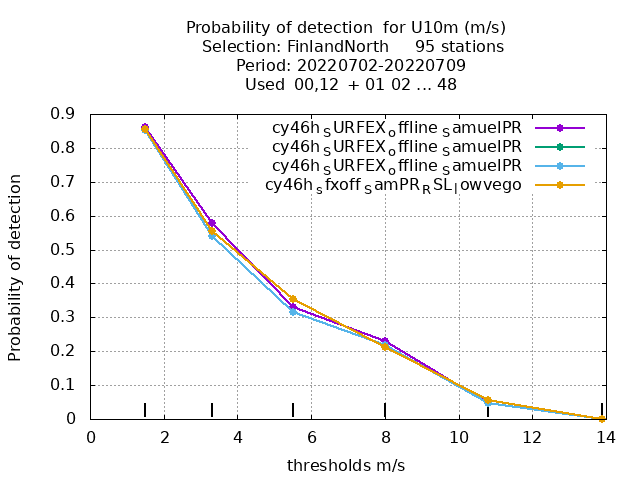 Probability of detection for U10m (m/s)
Selection: FinlandNorth 95 stations
Period: 20220702-20220709
Used 00,12 + 01 02 ... 48
cy46h_SURFEX_offline_SamuelPR
cy46h_SURFEX_offline_SamuelPR
cy46h_SURFEX_offline_SamuelPR
cy46h_sfxoff_SamPR_RSL_lowvego
Probability of detection
0.9
0.8
0.7
0.6
0.5
0.4
0.3
0.2
0.1
0
0 2 4 6 8 10 12 14
thresholds m/s